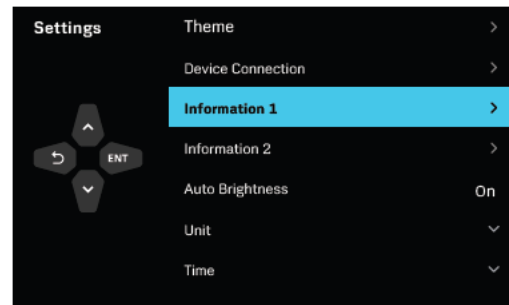 Settings
Theme
Device Connection
Information 1
Information 2
ENT
Auto Brightness On
Unit
Time